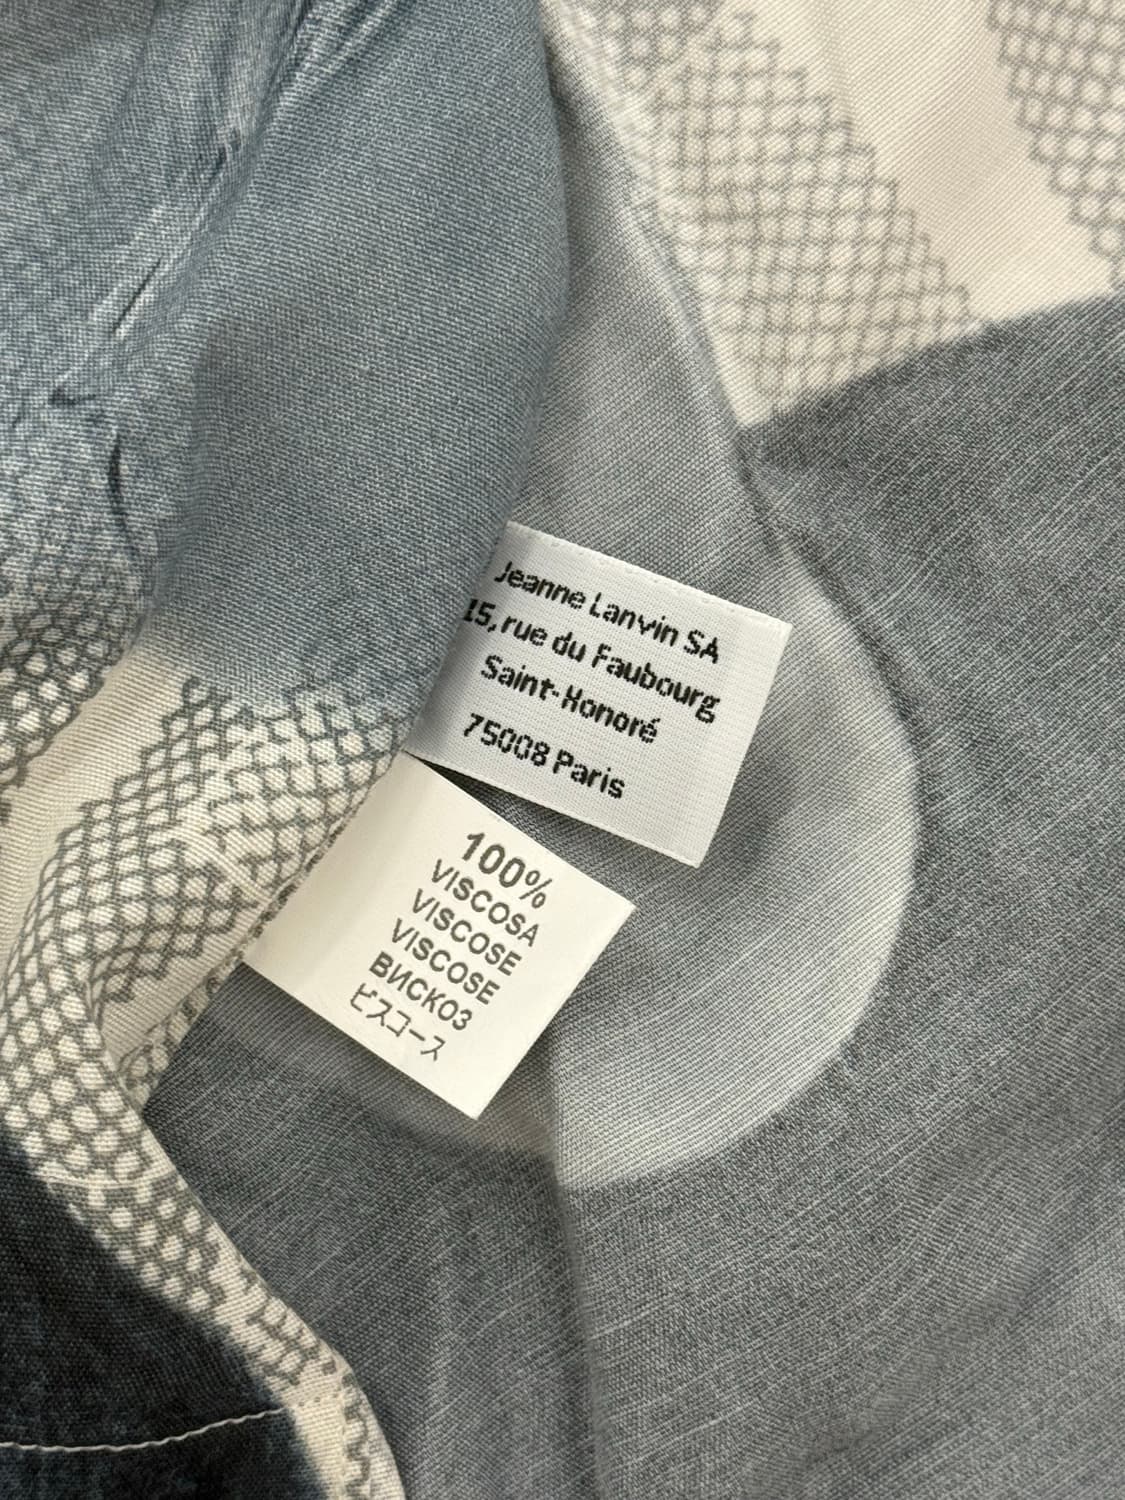 Jeanne Lanvin SA
15, rue du Faubourg
Saint-Honoré
75008 Paris
100%
VISCOSA
VISCOSE
VISCOSE
ВИСКОЗ
ビスコース